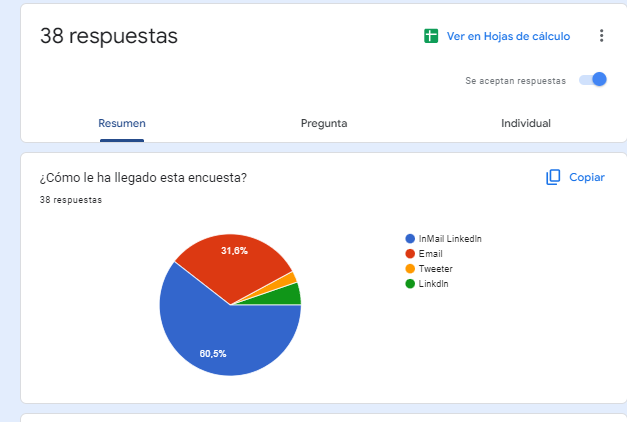 38 respuestas
Ver en Hojas de cálculo
Se aceptan respuestas
Resumen
Pregunta
Individual
¿Cómo le ha llegado esta encuesta?
Copiar
38 respuestas
InMail LinkedIn
Email
Tweeter
LinkdIn
31,6%
60,5%